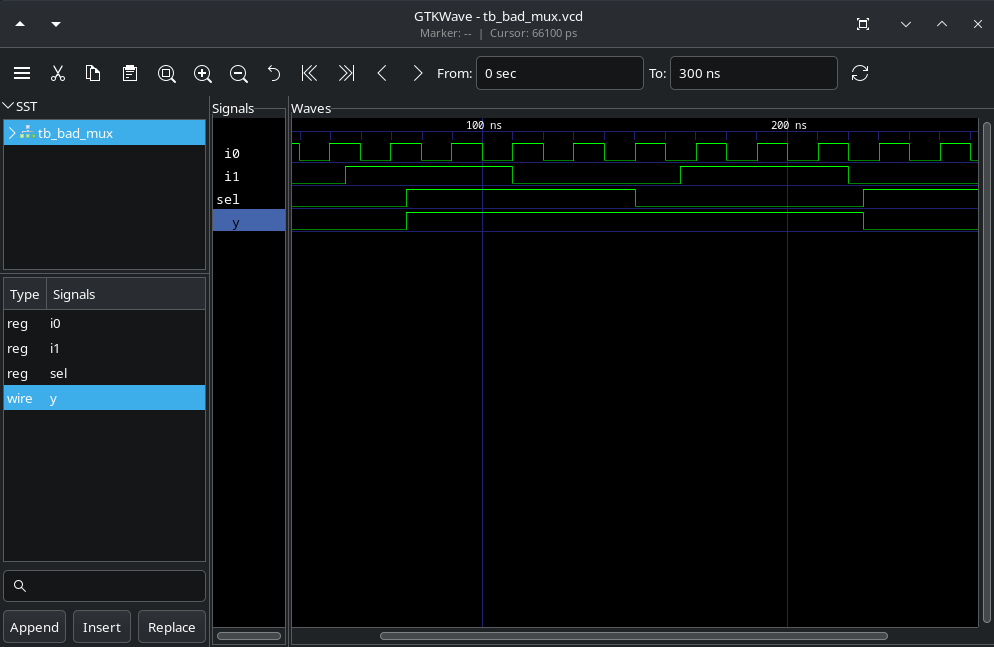 GTKWave - tb_bad_mux.vcd
Marker: -- | Cursor: 66100 ps
From: 0 sec To: 300 ns
SST
tb_bad_mux
Type Signals
reg i0
reg i1
reg sel
wire y
Append Insert Replace
Signals
i0
i1
sel
y
Waves
100 ns 200 ns